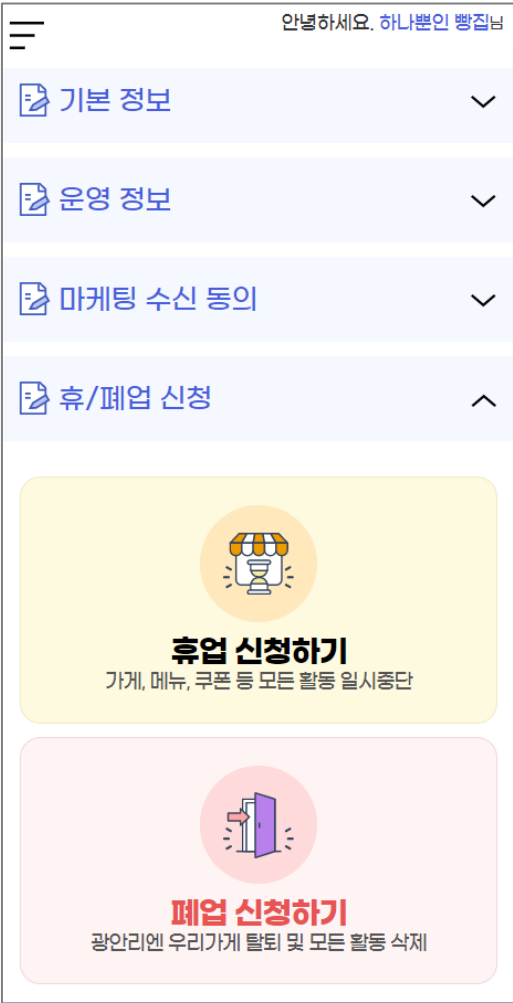 안녕하세요. 하나뿐인 빵집님
기본 정보
운영 정보
마케팅 수신 동의
휴/폐업 신청
휴업 신청하기
가게, 메뉴, 쿠폰 등 모든 활동 일시중단
폐업 신청하기
광안리엔 우리가게 탈퇴 및 모든 활동 삭제